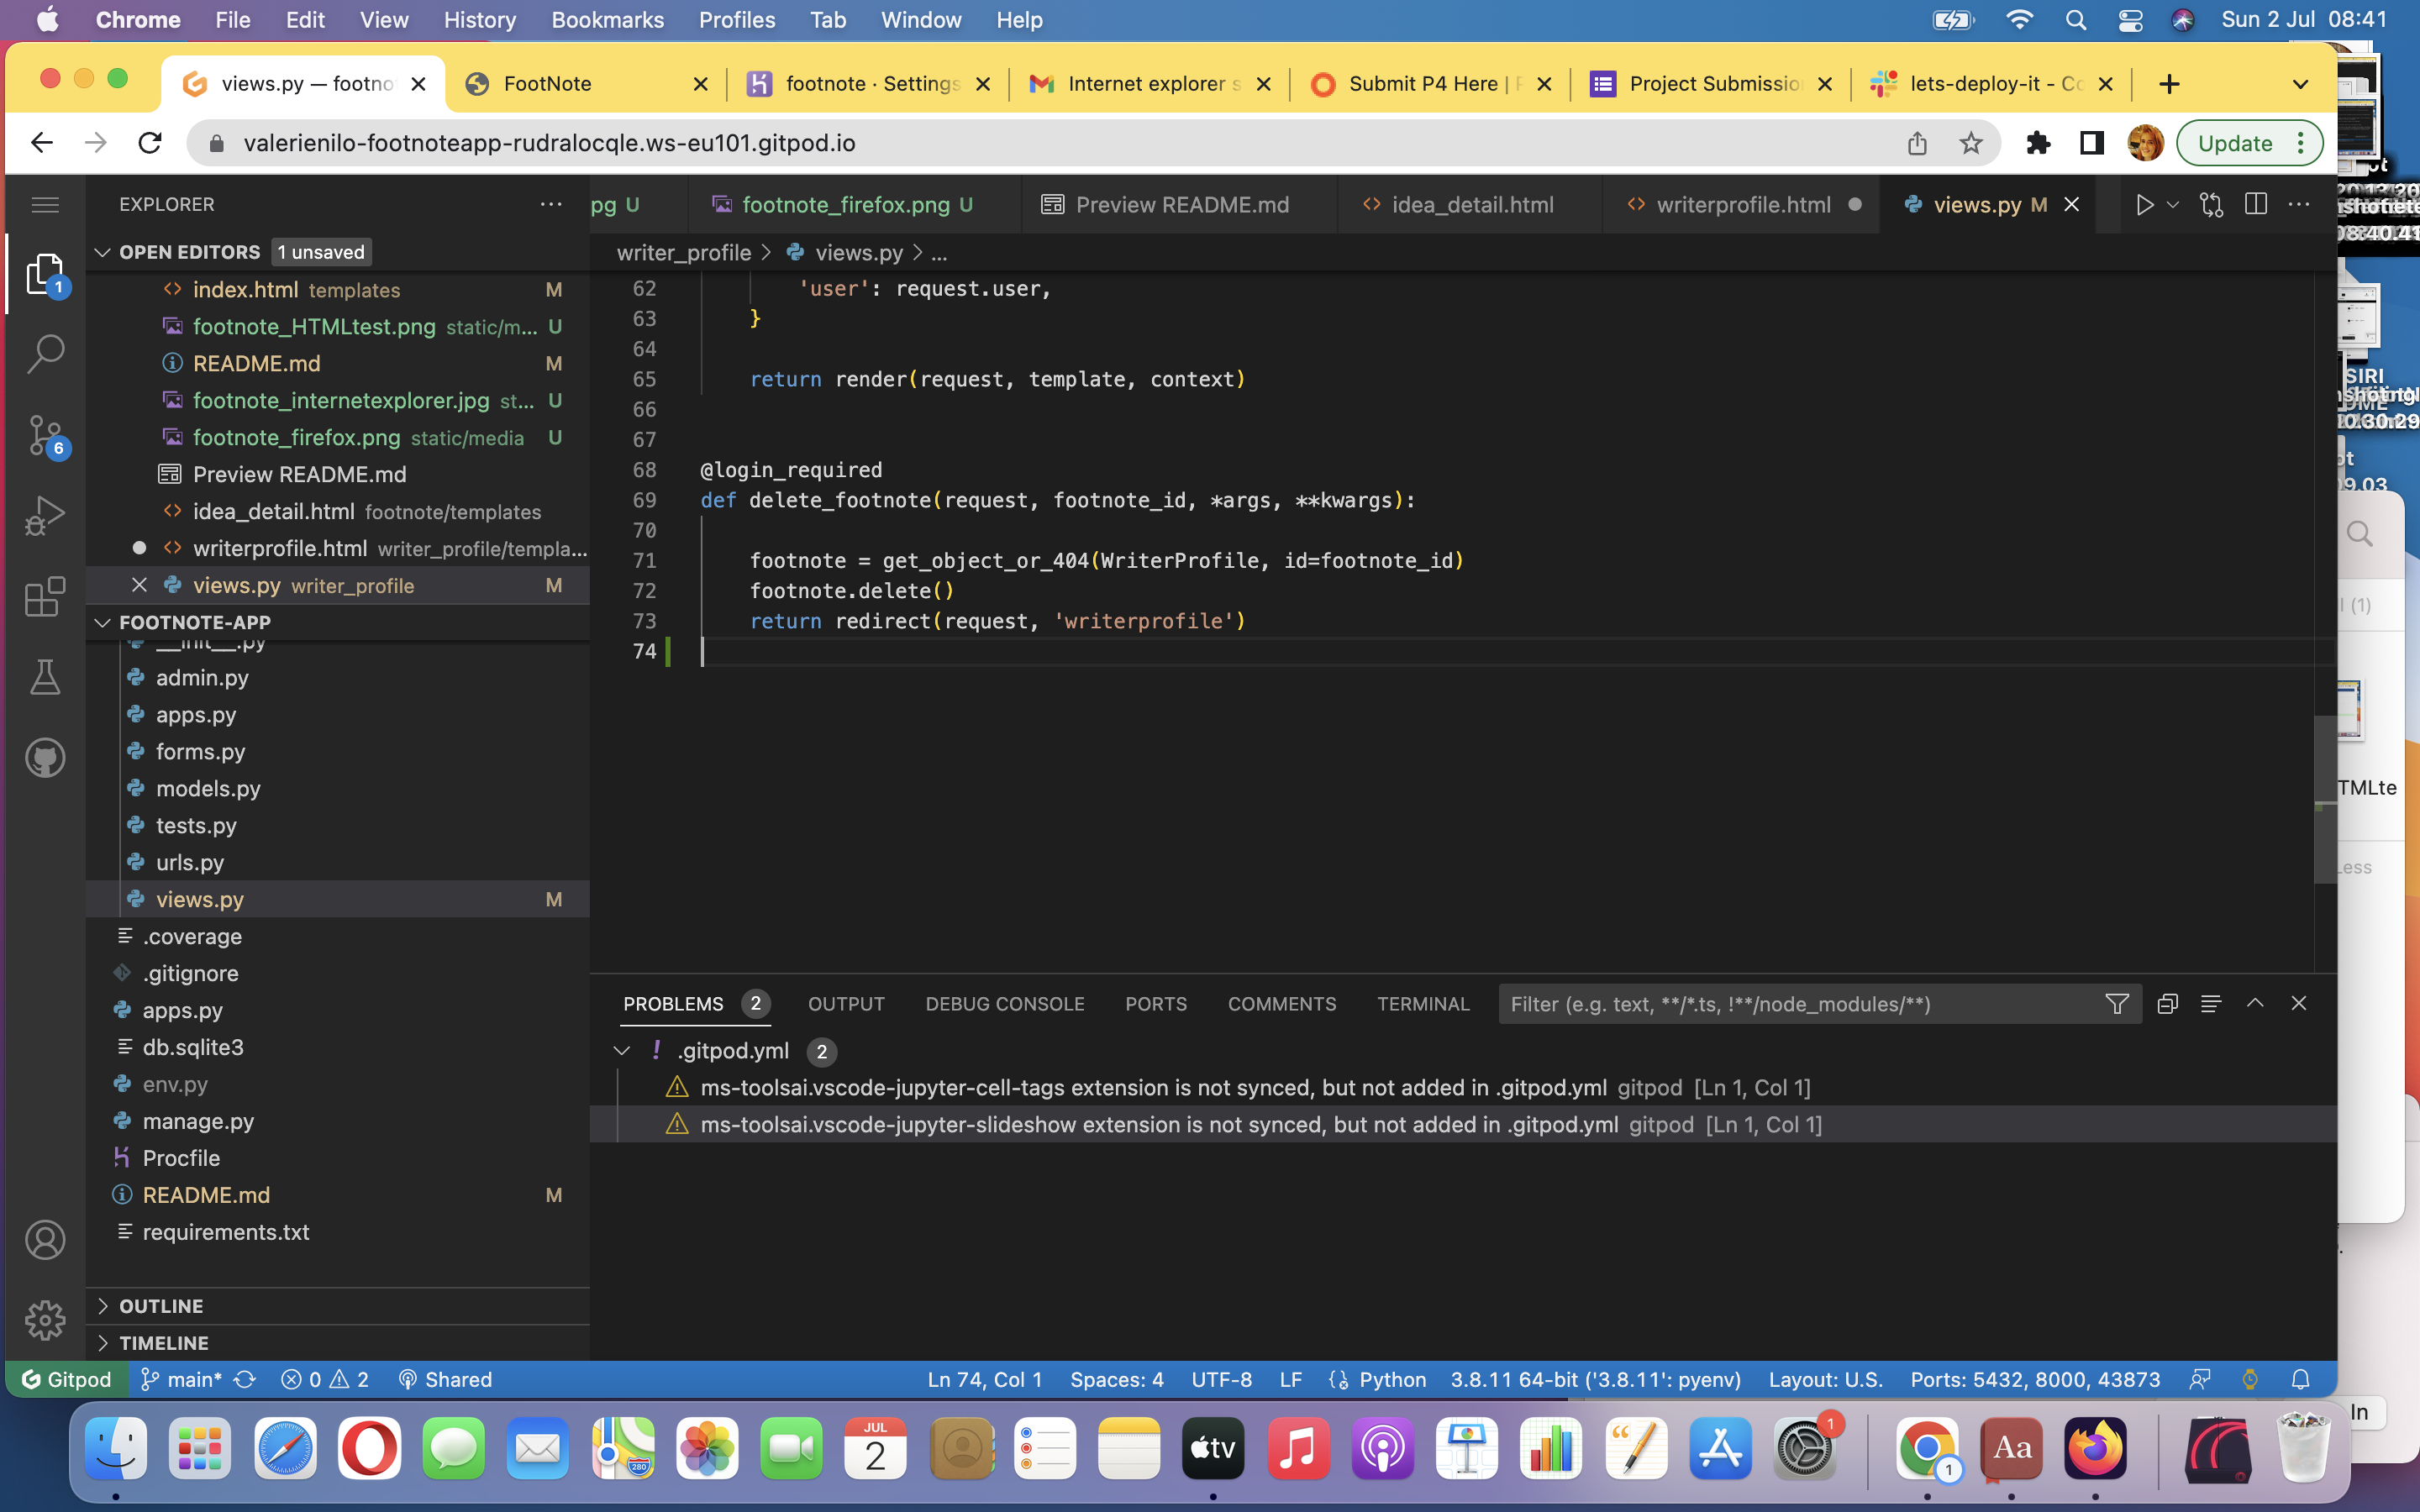 Chrome File Edit View History Bookmarks Profiles Tab Window Help Sun 2 Jul 08:41
views.py — footno FootNote footnote · Settings Internet explorer s Submit P4 Here | Project Submissio lets-deploy-it - Co
valerienilo-footnoteapp-rudralocqle.ws-eu101.gitpod.io Update
EXPLORER
pg U footnote_firefox.png U Preview README.md idea_detail.html writerprofile.html views.py M
OPEN EDITORS 1 unsaved
writer_profile > views.py > ...
index.html templates M
footnote_HTMLtest.png static/m... U
README.md M
footnote_internetexplorer.jpg st... U
footnote_firefox.png static/media U
Preview README.md
idea_detail.html footnote/templates
writerprofile.html writer_profile/templa...
views.py writer_profile M
FOOTNOTE-APP
__init__.py
admin.py
apps.py
forms.py
models.py
tests.py
urls.py
views.py M
.coverage
.gitignore
apps.py
db.sqlite3
env.py
manage.py
Procfile
README.md M
requirements.txt
OUTLINE
TIMELINE
1
6
62 'user': request.user,
63 }
64
65 return render(request, template, context)
66
67
68 @login_required
69 def delete_footnote(request, footnote_id, *args, **kwargs):
70
71 footnote = get_object_or_404(WriterProfile, id=footnote_id)
72 footnote.delete()
73 return redirect(request, 'writerprofile')
74
PROBLEMS 2 OUTPUT DEBUG CONSOLE PORTS COMMENTS TERMINAL Filter (e.g. text, **/*.ts, !**/node_modules/**)
! .gitpod.yml 2
ms-toolsai.vscode-jupyter-cell-tags extension is not synced, but not added in .gitpod.yml gitpod [Ln 1, Col 1]
ms-toolsai.vscode-jupyter-slideshow extension is not synced, but not added in .gitpod.yml gitpod [Ln 1, Col 1]
Gitpod main* 0 2 Shared Ln 74, Col 1 Spaces: 4 UTF-8 LF Python 3.8.11 64-bit ('3.8.11': pyenv) Layout: U.S. Ports: 5432, 8000, 43873
SIRI
TMLte
Less
In
JUL
2
280
tv
1
1
Aa